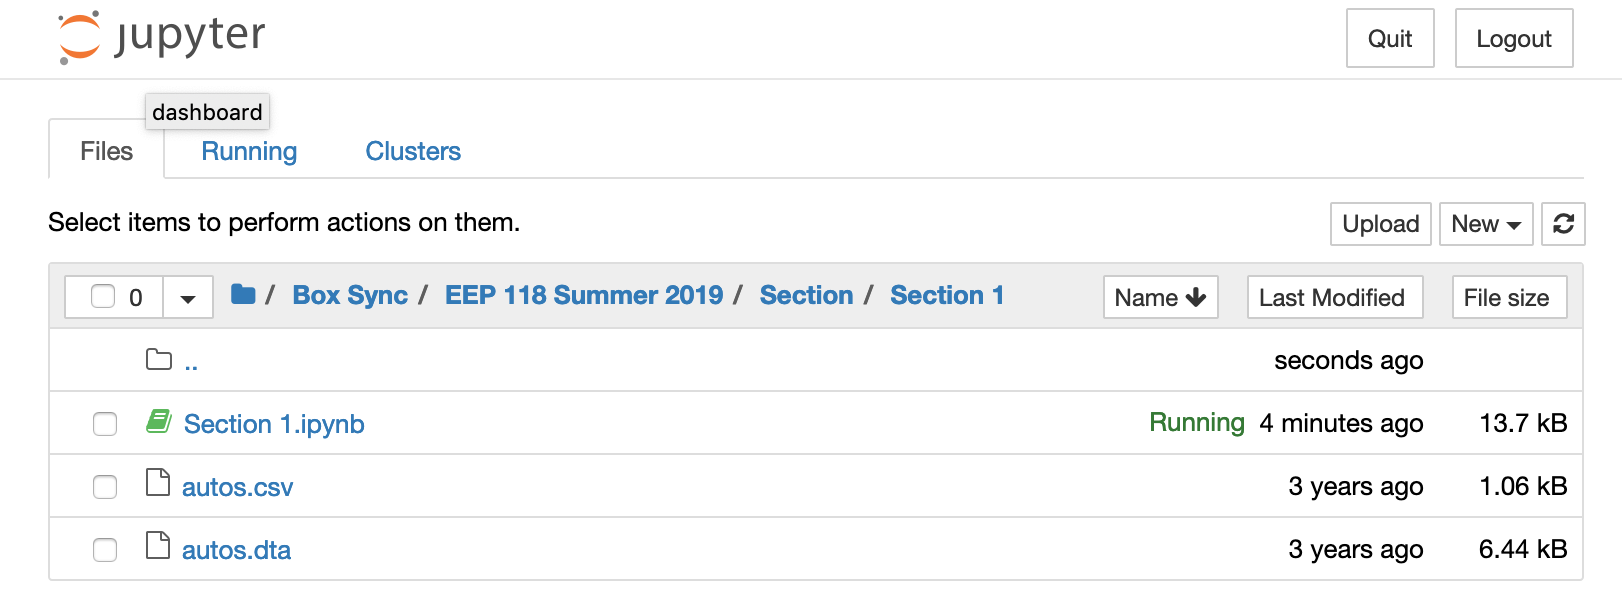 jupyter Quit Logout
dashboard
Files Running Clusters
Select items to perform actions on them. Upload New
0 / Box Sync / EEP 118 Summer 2019 / Section / Section 1 Name Last Modified File size
.. seconds ago
Section 1.ipynb Running 4 minutes ago 13.7 kB
autos.csv 3 years ago 1.06 kB
autos.dta 3 years ago 6.44 kB